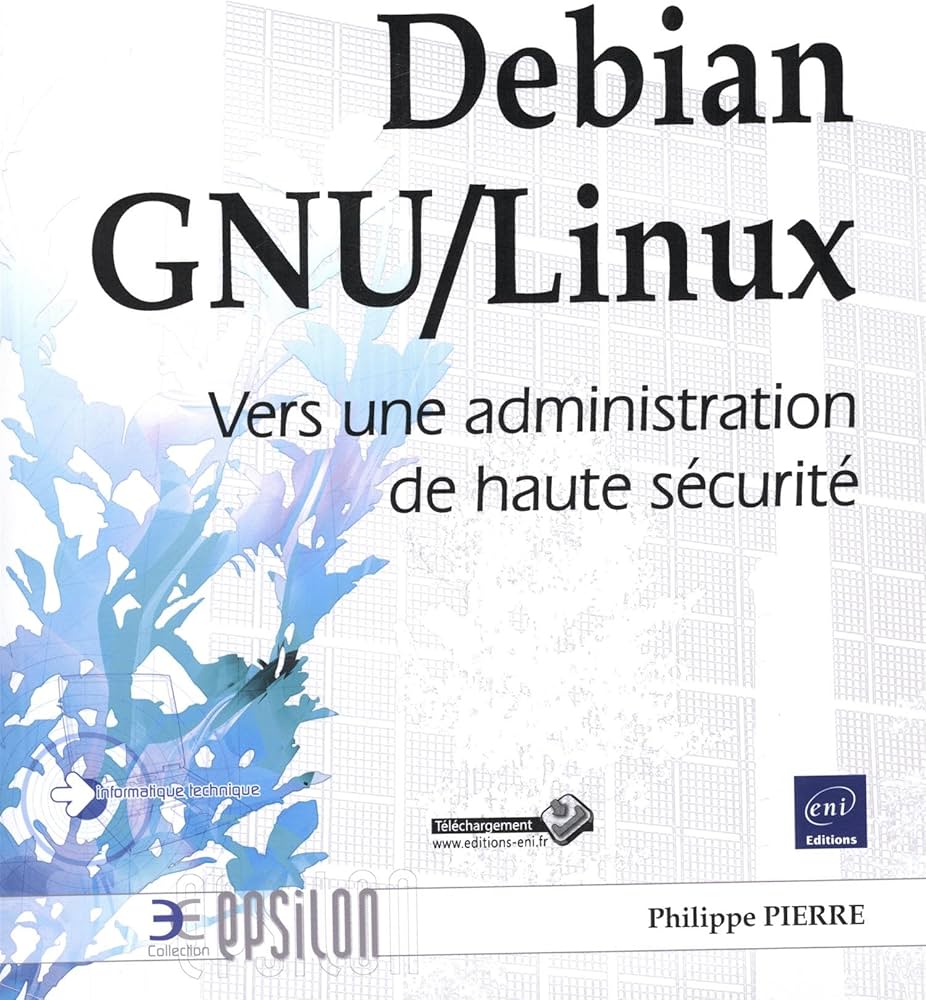 Debian
GNU/Linux
Vers une administration
de haute sécurité
informatique technique
Téléchargement
www.editions-eni.fr
eni
Editions
Collection
epsilon
Philippe PIERRE